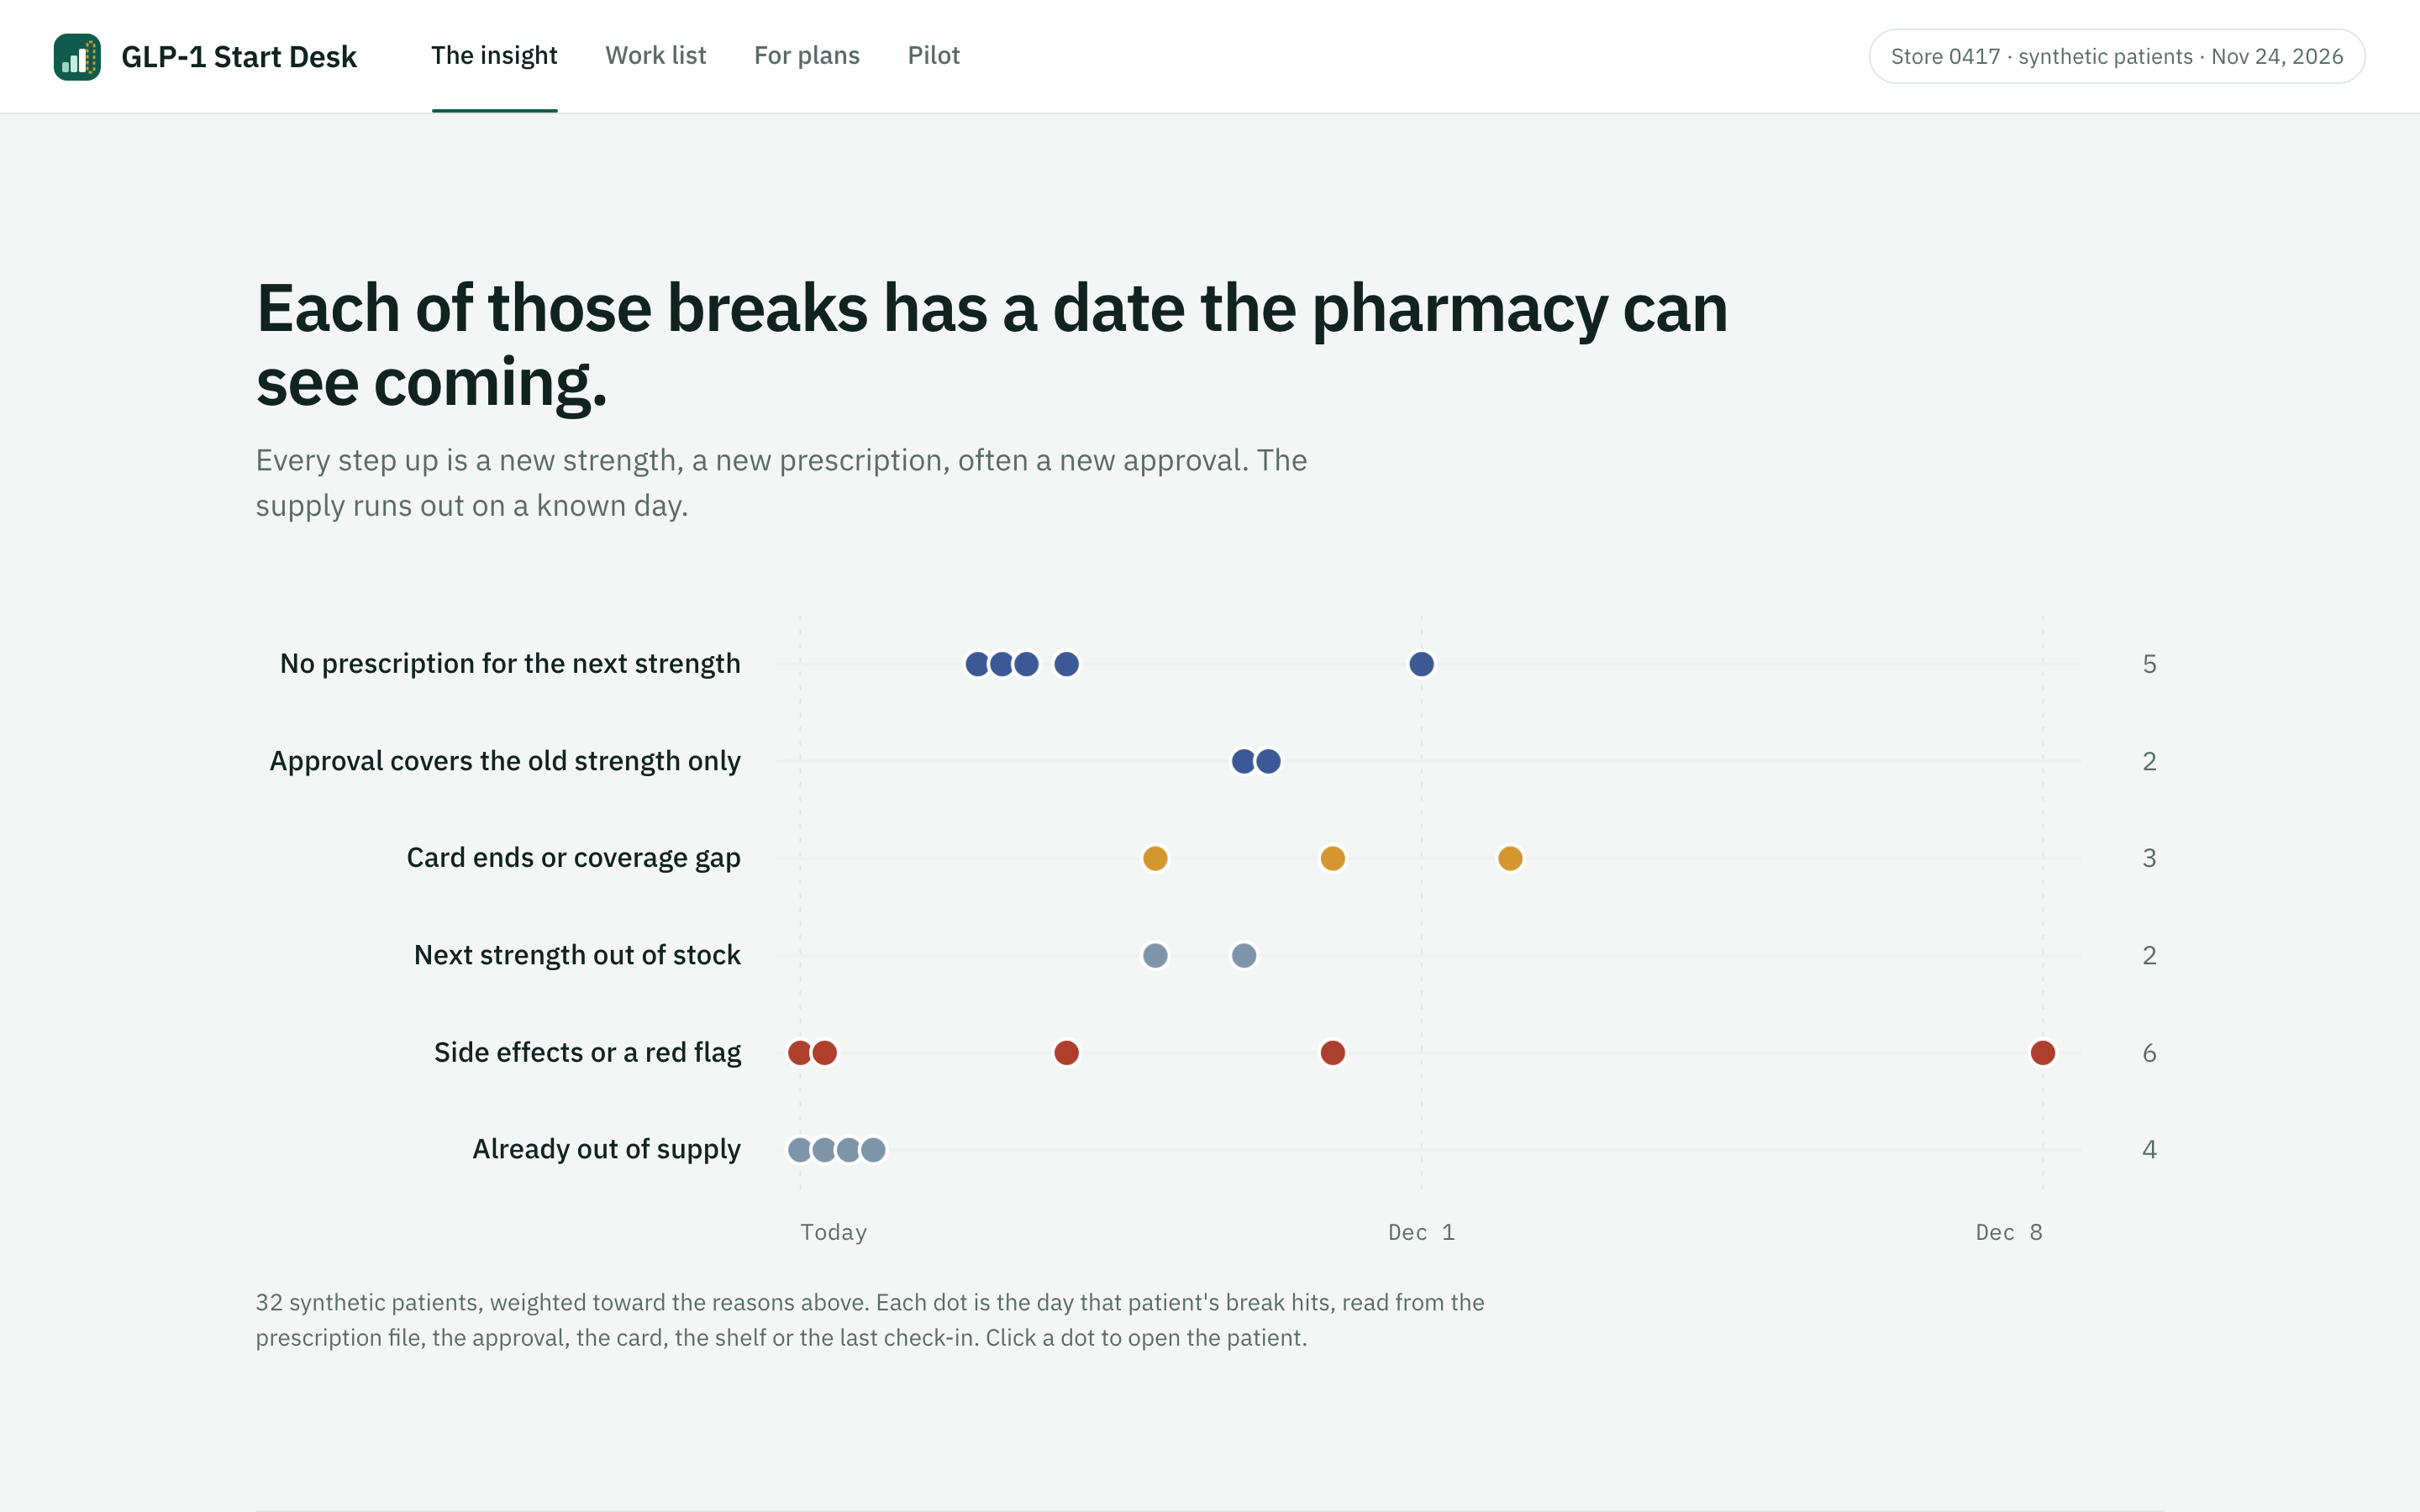 GLP-1 Start Desk
The insight
Work list
For plans
Pilot
Store 0417 · synthetic patients · Nov 24, 2026
Each of those breaks has a date the pharmacy can
see coming.
Every step up is a new strength, a new prescription, often a new approval. The
supply runs out on a known day.
No prescription for the next strength 5
Approval covers the old strength only 2
Card ends or coverage gap 3
Next strength out of stock 2
Side effects or a red flag 6
Already out of supply 4
Today Dec 1 Dec 8
32 synthetic patients, weighted toward the reasons above. Each dot is the day that patient's break hits, read from the
prescription file, the approval, the card, the shelf or the last check-in. Click a dot to open the patient.